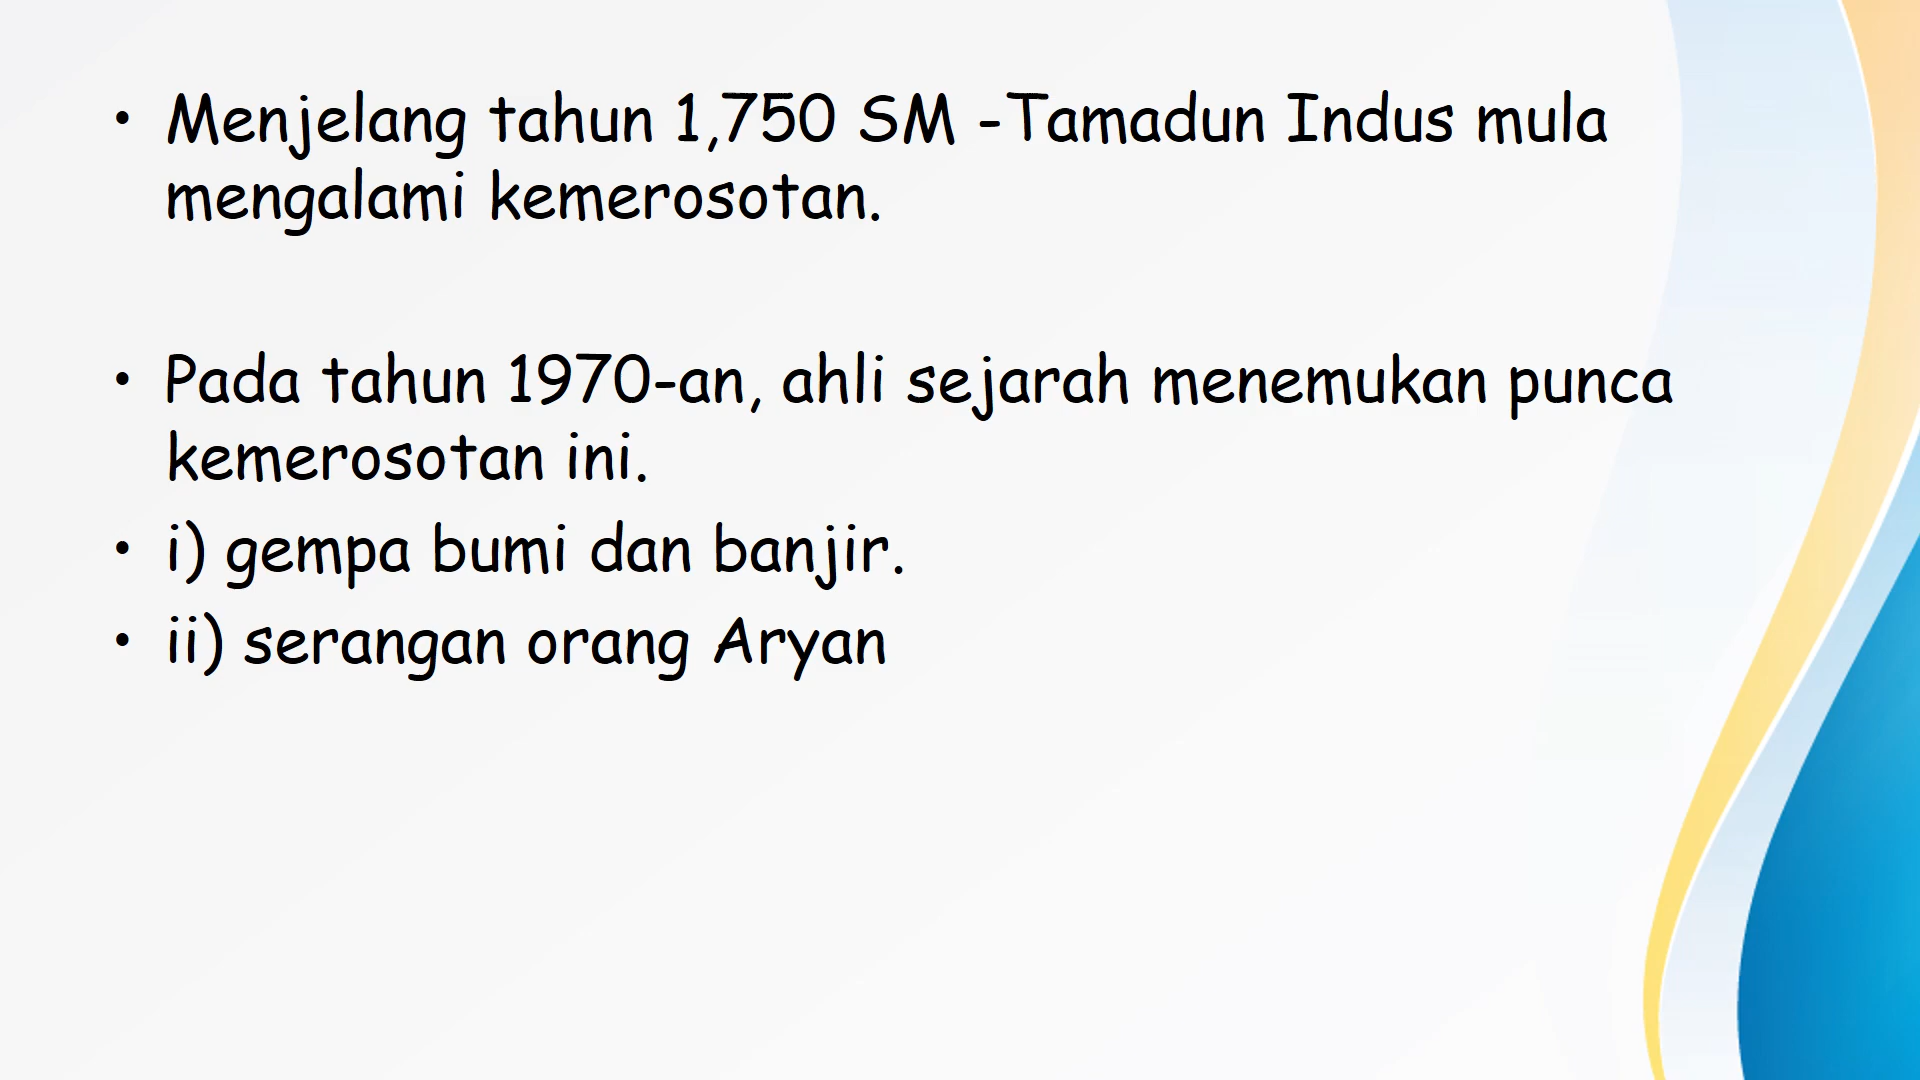 • Menjelang tahun 1,750 SM -Tamadun Indus mula
mengalami kemerosotan.
• Pada tahun 1970-an, ahli sejarah menemukan punca
kemerosotan ini.
• i) gempa bumi dan banjir.
• ii) serangan orang Aryan